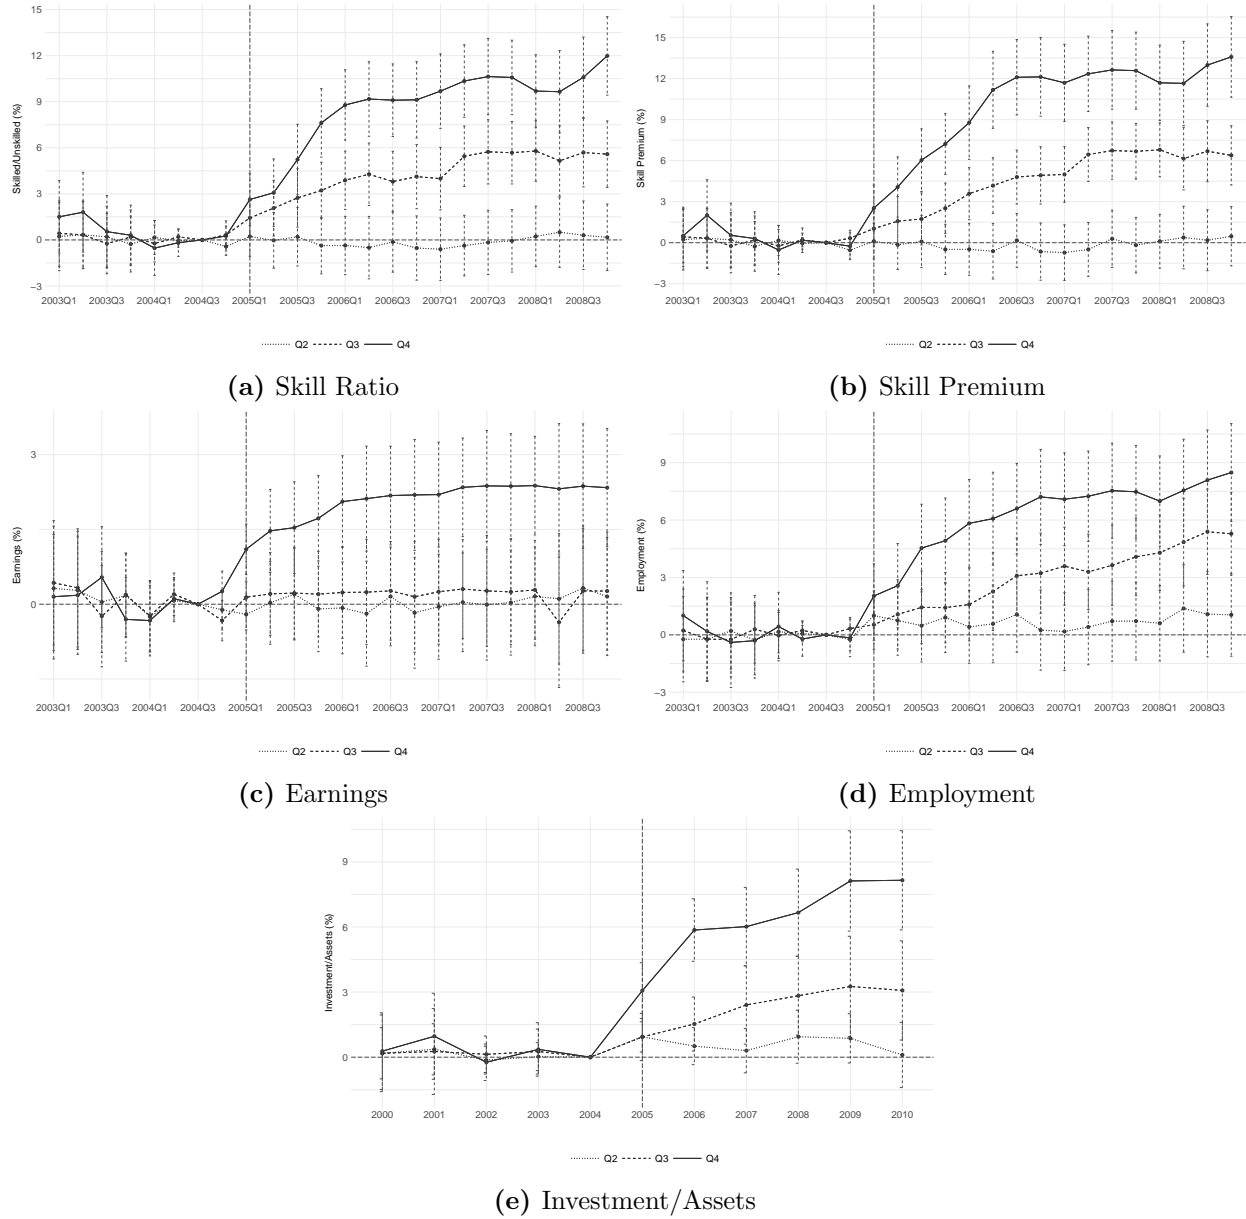 15
12
9
6
3
0
−3
Skilled/Unskilled (%)
2003Q1 2003Q3 2004Q1 2004Q3 2005Q1 2005Q3 2006Q1 2006Q3 2007Q1 2007Q3 2008Q1 2008Q3
Q2 Q3 Q4
(a) Skill Ratio
15
12
9
6
3
0
−3
Skill Premium (%)
2003Q1 2003Q3 2004Q1 2004Q3 2005Q1 2005Q3 2006Q1 2006Q3 2007Q1 2007Q3 2008Q1 2008Q3
Q2 Q3 Q4
(b) Skill Premium
3
0
Earnings (%)
2003Q1 2003Q3 2004Q1 2004Q3 2005Q1 2005Q3 2006Q1 2006Q3 2007Q1 2007Q3 2008Q1 2008Q3
Q2 Q3 Q4
(c) Earnings
9
6
3
0
−3
Employment (%)
2003Q1 2003Q3 2004Q1 2004Q3 2005Q1 2005Q3 2006Q1 2006Q3 2007Q1 2007Q3 2008Q1 2008Q3
Q2 Q3 Q4
(d) Employment
9
6
3
0
Investment/Assets (%)
2000 2001 2002 2003 2004 2005 2006 2007 2008 2009 2010
Q2 Q3 Q4
(e) Investment/Assets